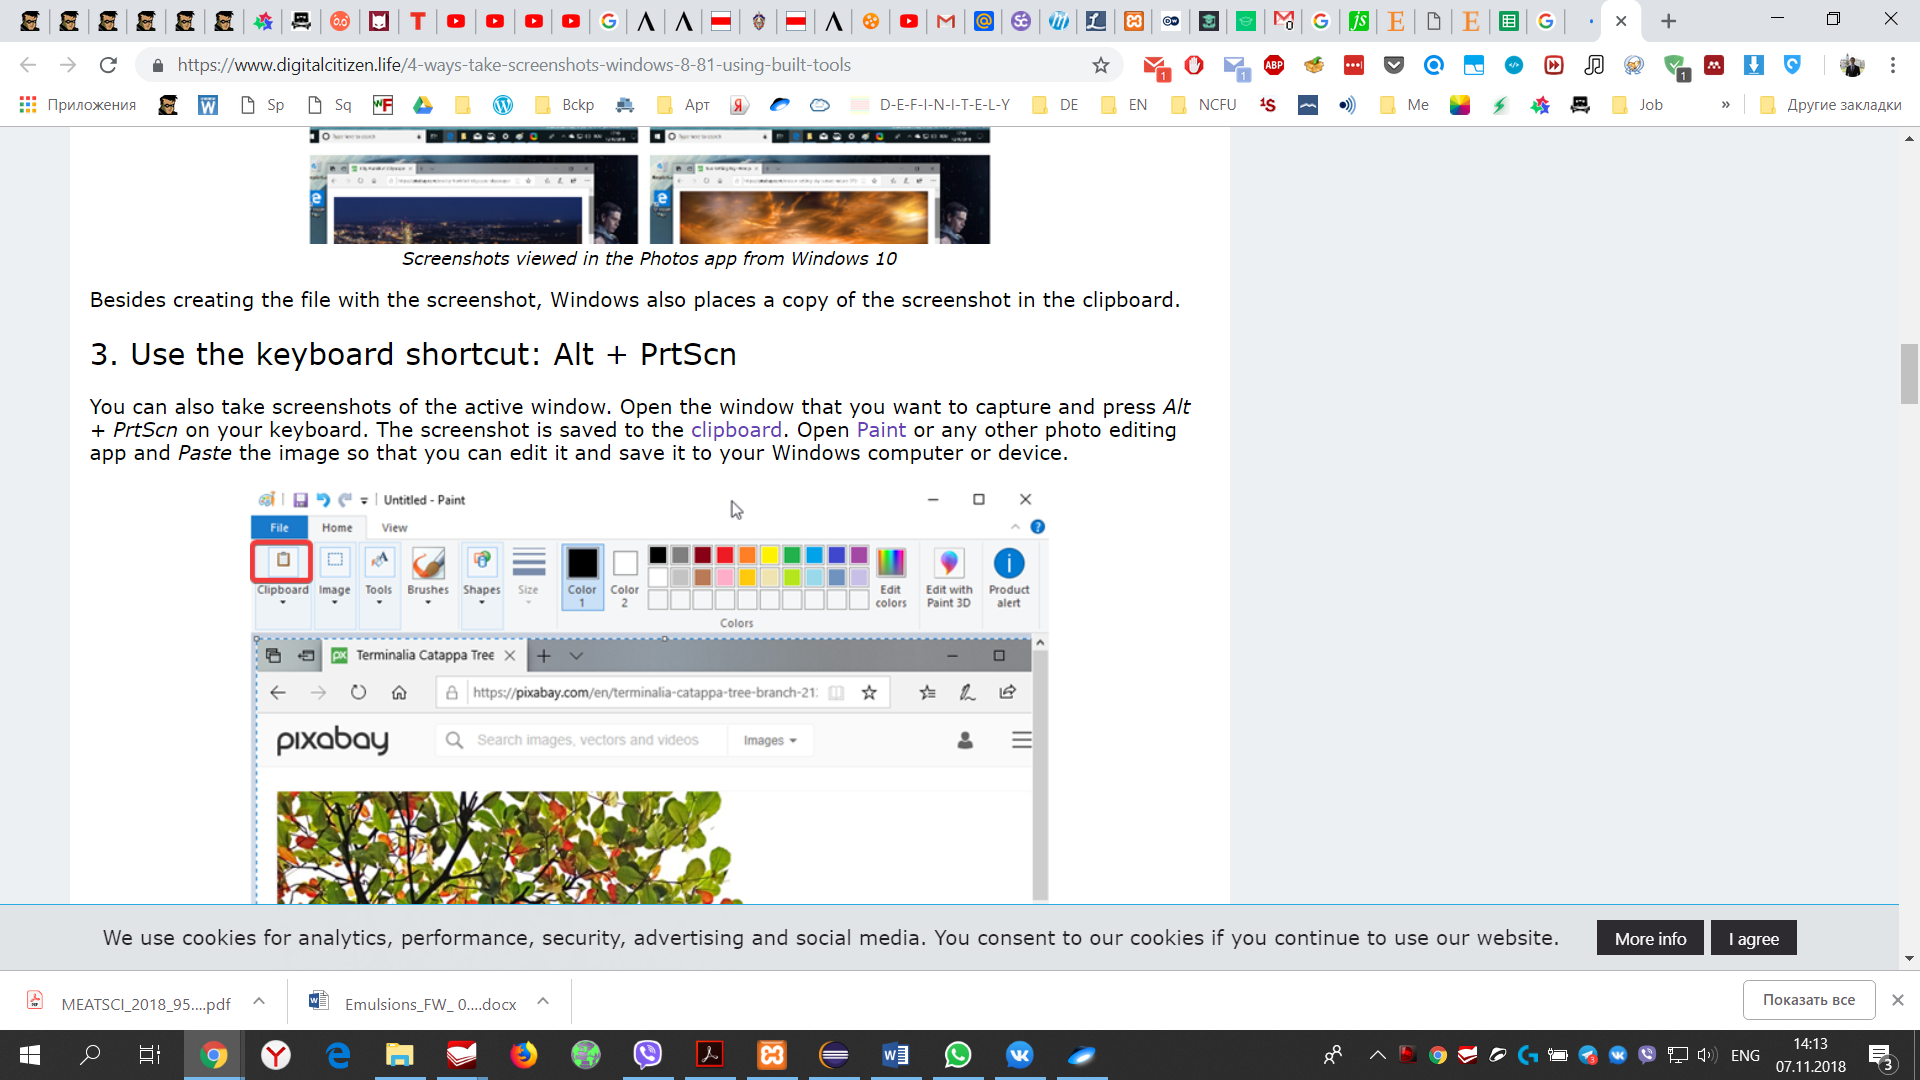 https://www.digitalcitizen.life/4-ways-take-screenshots-windows-8-81-using-built-tools
1
1
ABP
1
Приложения
Sp
Sq
Bckp
Арт
D-E-F-I-N-I-T-E-L-Y
DE
EN
NCFU
Me
Job
»
Другие закладки
Screenshots viewed in the Photos app from Windows 10
Besides creating the file with the screenshot, Windows also places a copy of the screenshot in the clipboard.
3. Use the keyboard shortcut: Alt + PrtScn
You can also take screenshots of the active window. Open the window that you want to capture and press Alt
+ PrtScn on your keyboard. The screenshot is saved to the clipboard. Open Paint or any other photo editing
app and Paste the image so that you can edit it and save it to your Windows computer or device.
Untitled - Paint
File Home View
Clipboard Image Tools Brushes Shapes Size Color 1 Color 2 Edit colors Edit with Paint 3D Product alert
Colors
Terminalia Catappa Tree
https://pixabay.com/en/terminalia-catappa-tree-branch-21
pixabay
Search images, vectors and videos
Images
We use cookies for analytics, performance, security, advertising and social media. You consent to our cookies if you continue to use our website.
More info
I agree
MEATSCI_2018_95....pdf
Emulsions_FW_ 0....docx
Показать все
ENG
14:13
07.11.2018
3